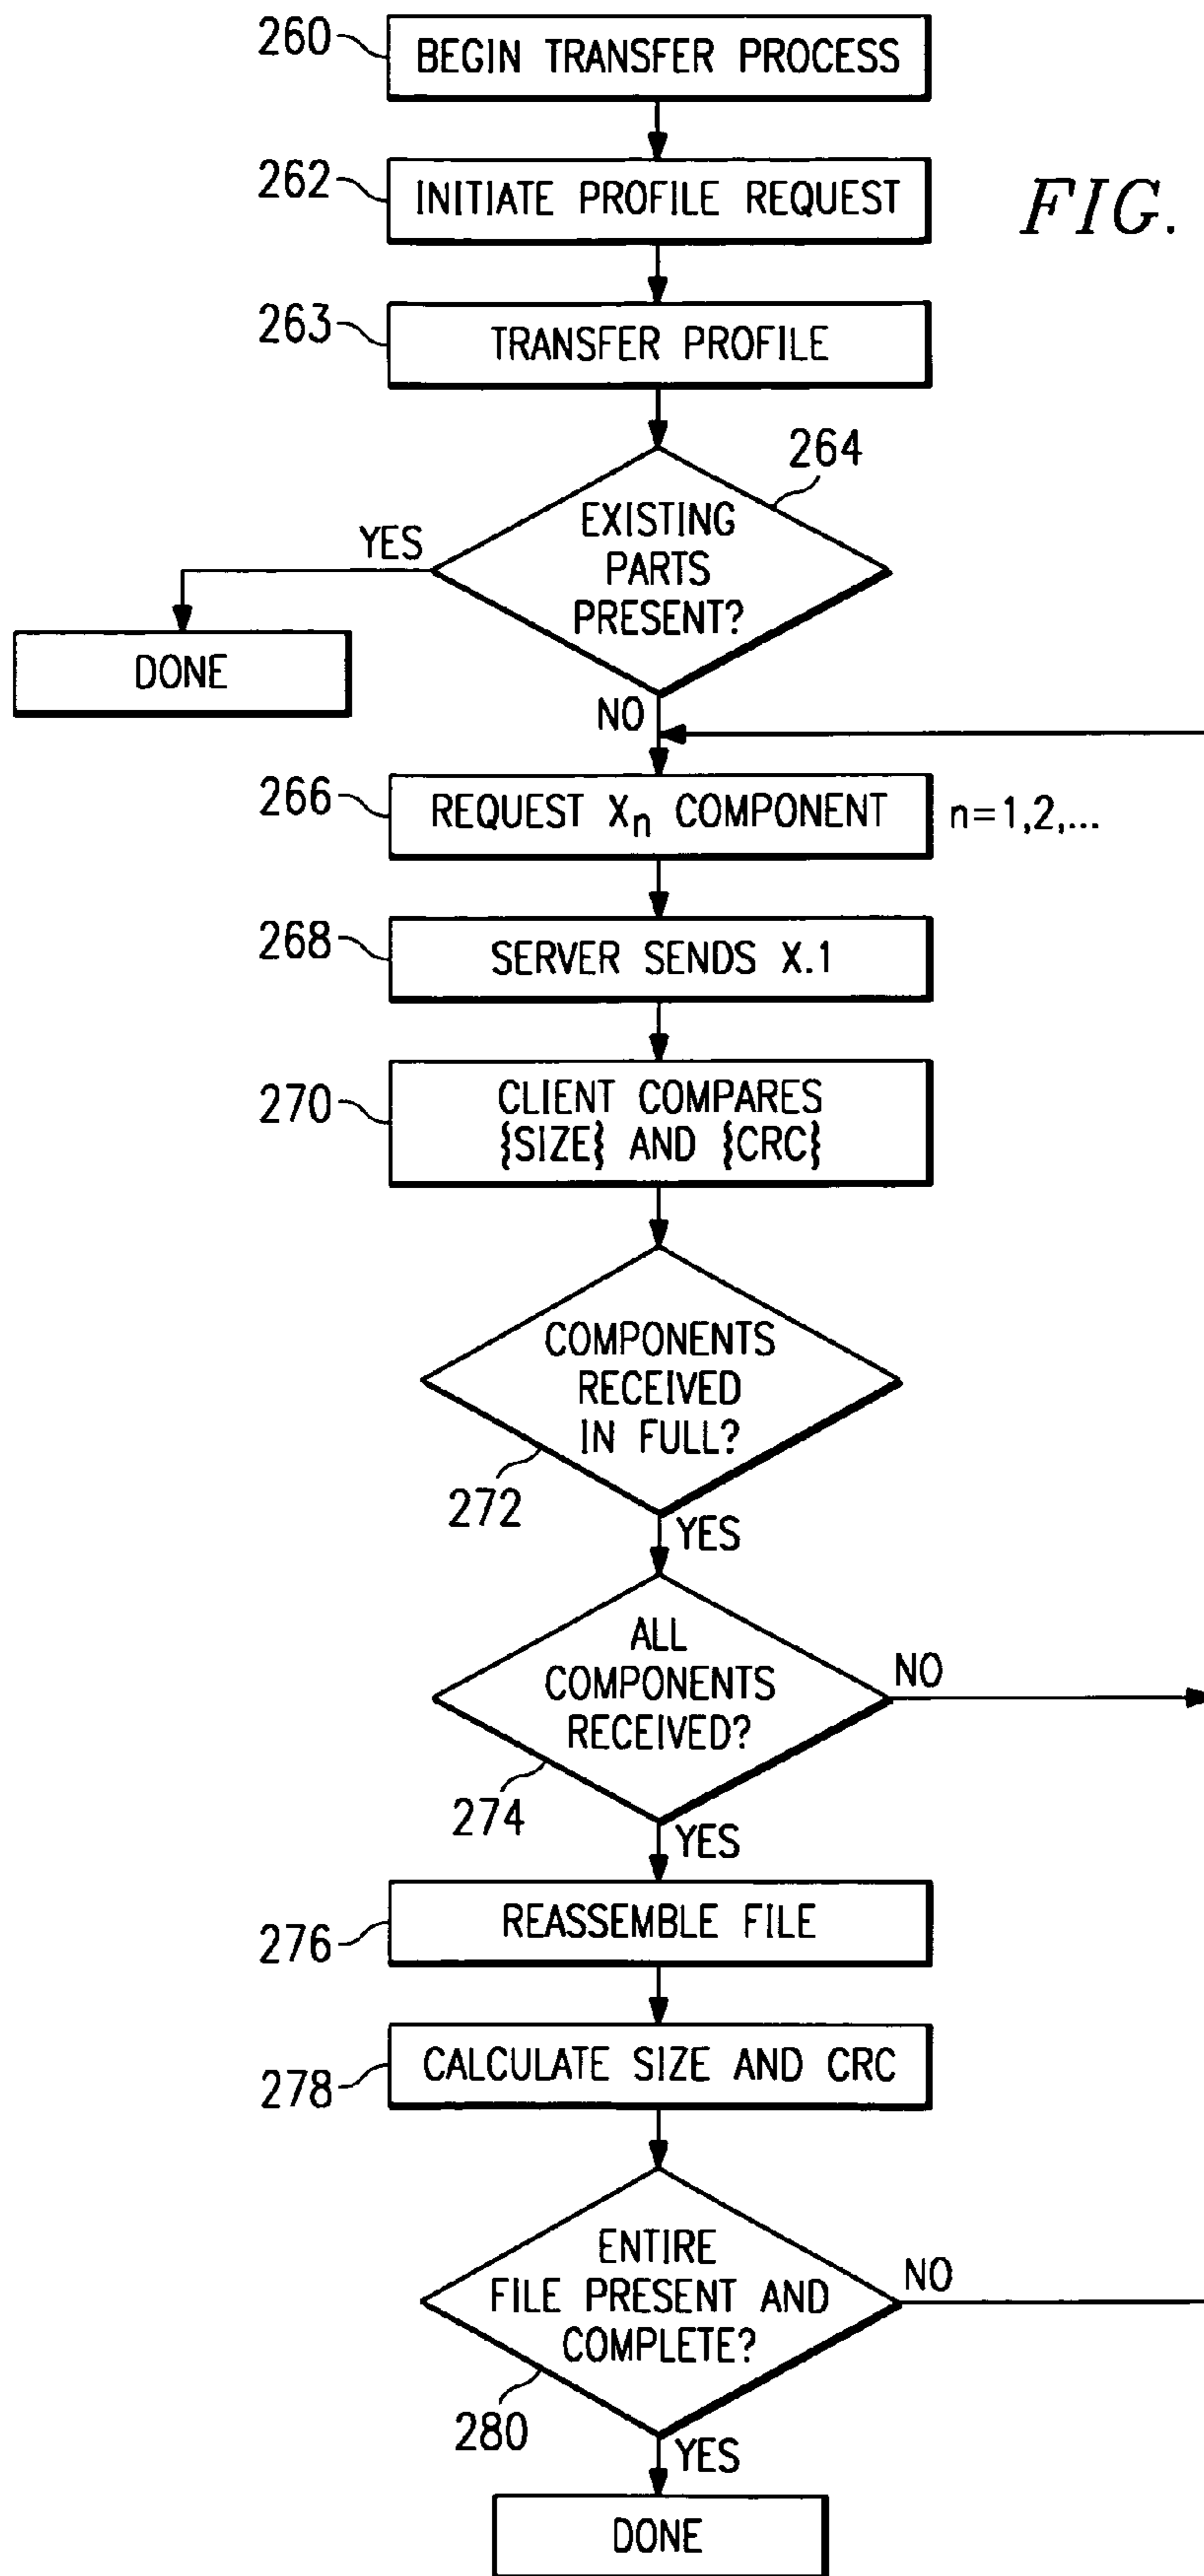 260
BEGIN TRANSFER PROCESS
262
INITIATE PROFILE REQUEST
FIG.
263
TRANSFER PROFILE
264
EXISTING
PARTS
PRESENT?
YES
DONE
NO
266
REQUEST Xn COMPONENT
n=1,2,...
268
SERVER SENDS X.1
270
CLIENT COMPARES
{SIZE} AND {CRC}
COMPONENTS
RECEIVED
IN FULL?
272
YES
ALL
COMPONENTS
RECEIVED?
NO
274
YES
276
REASSEMBLE FILE
278
CALCULATE SIZE AND CRC
ENTIRE
FILE PRESENT AND
COMPLETE?
NO
280
YES
DONE